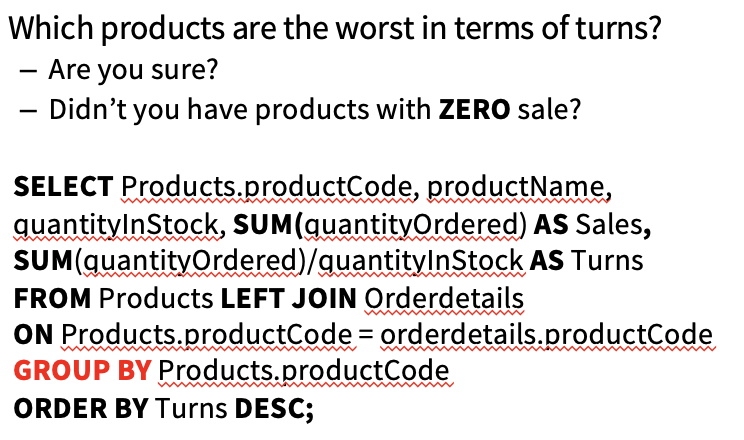 Which products are the worst in terms of turns?
– Are you sure?
– Didn’t you have products with ZERO sale?
SELECT Products.productCode, productName,
quantityInStock, SUM(quantityOrdered) AS Sales,
SUM(quantityOrdered)/quantityInStock AS Turns
FROM Products LEFT JOIN Orderdetails
ON Products.productCode = orderdetails.productCode
GROUP BY Products.productCode
ORDER BY Turns DESC;